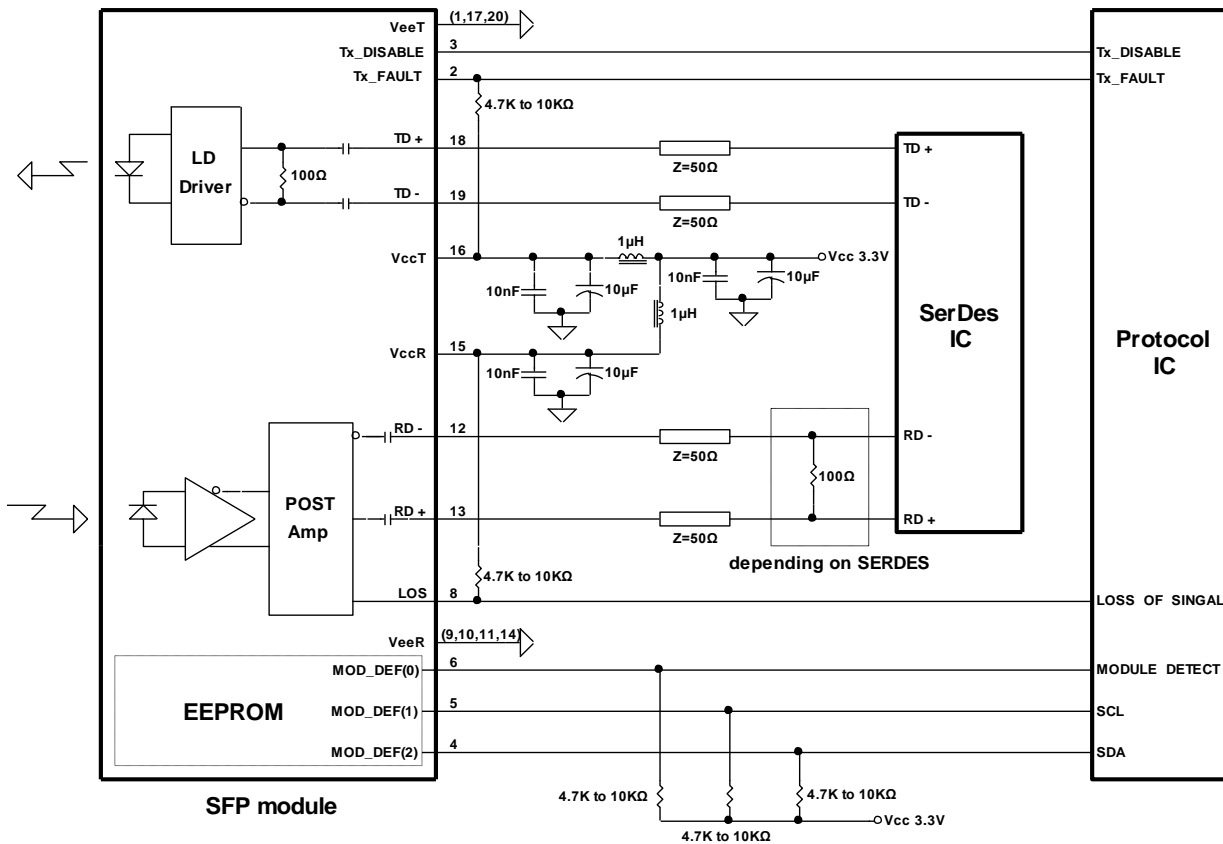 VeeT
(1,17,20)
Tx_DISABLE
3
Tx_DISABLE
Tx_FAULT
2
Tx_FAULT
4.7K to 10KΩ
LD
Driver
100Ω
TD +
18
Z=50Ω
TD +
TD -
19
Z=50Ω
TD -
VccT
16
1µH
Vcc 3.3V
10nF
10µF
10nF
10µF
1µH
SerDes
IC
Protocol
IC
VccR
15
10nF
10µF
RD -
12
Z=50Ω
RD -
100Ω
POST
Amp
RD +
13
Z=50Ω
RD +
depending on SERDES
4.7K to 10KΩ
LOS
8
LOSS OF SINGAL
VeeR
(9,10,11,14)
EEPROM
MOD_DEF(0)
6
MODULE DETECT
MOD_DEF(1)
5
SCL
MOD_DEF(2)
4
SDA
SFP module
4.7K to 10KΩ
4.7K to 10KΩ
4.7K to 10KΩ
Vcc 3.3V